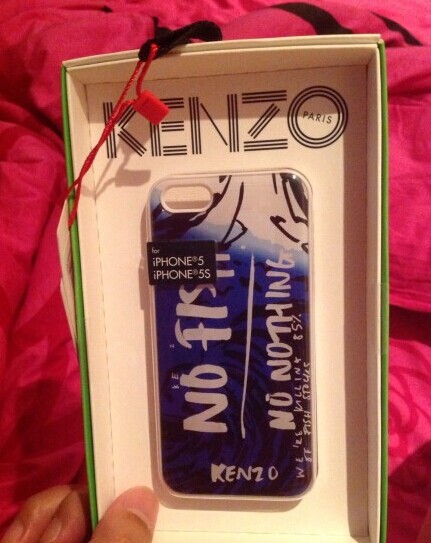 KENZO
PARIS
for
iPHONE®5
iPHONE®5S
NO FISH
NO NOTHING
WE'RE KILLING 85%
OF FISH STOCKS
KENZO